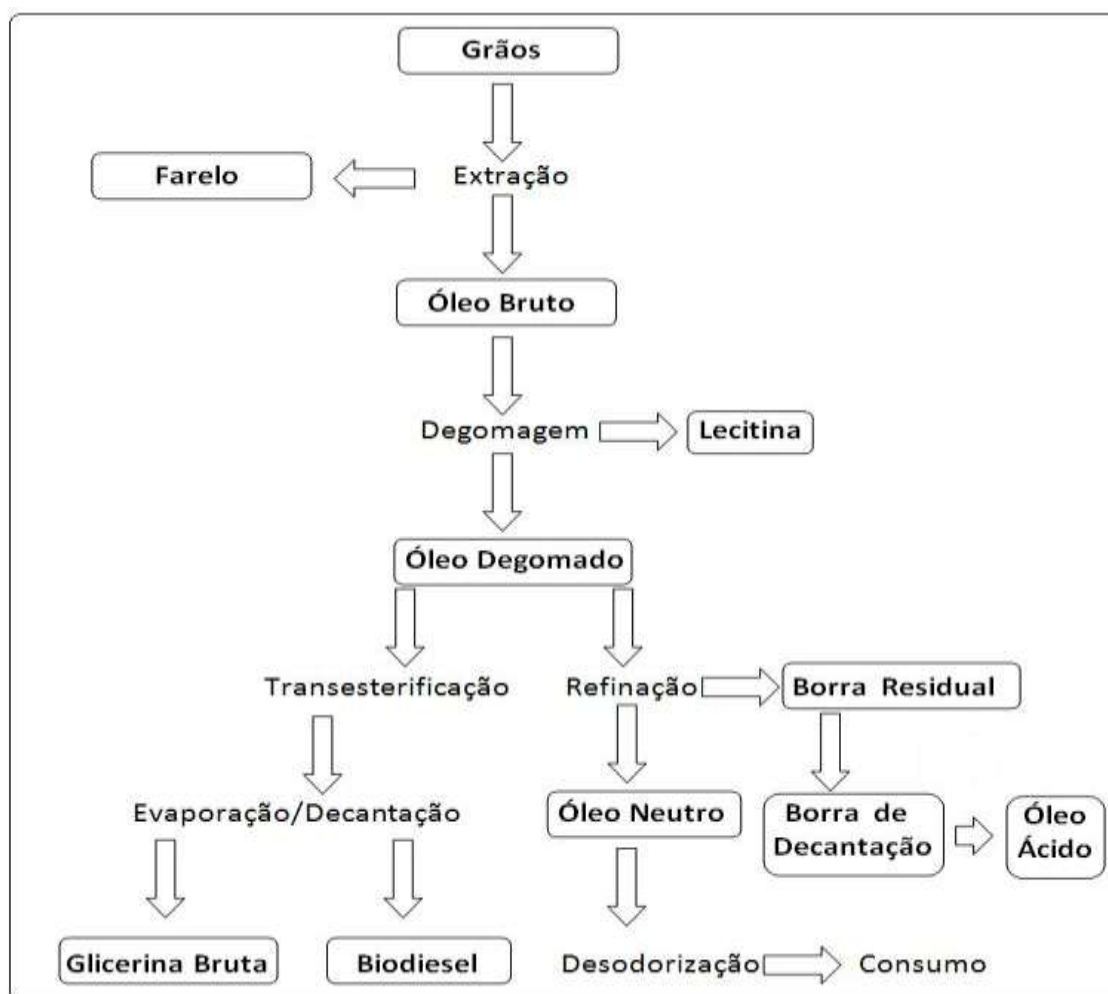 Grãos
Farelo
Extração
Óleo Bruto
Degomagem
Lecitina
Óleo Degomado
Transesterificação
Refinação
Borra Residual
Evaporação/Decantação
Óleo Neutro
Borra de
Decantação
Óleo
Ácido
Glicerina Bruta
Biodiesel
Desodorização
Consumo